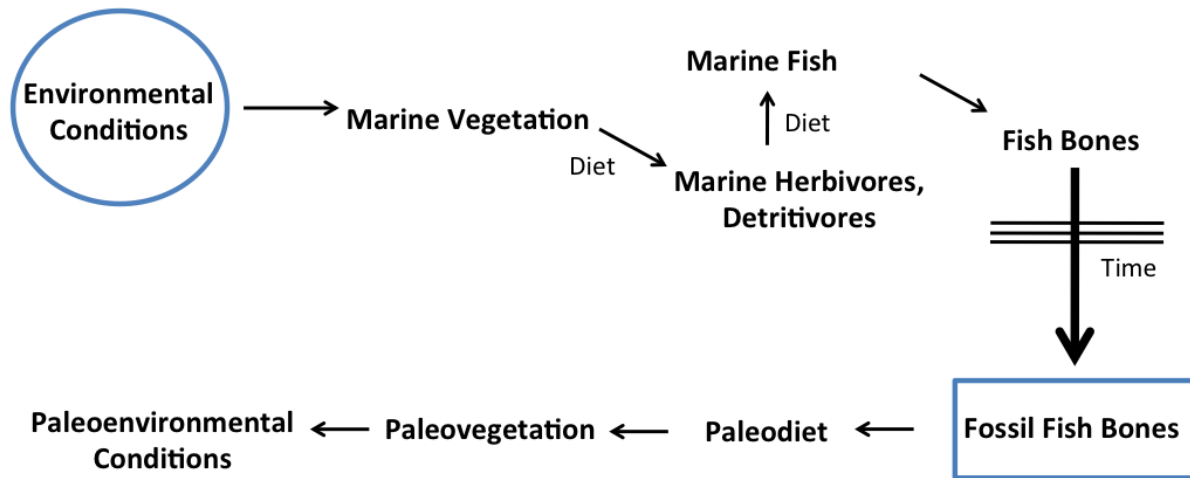 Environmental
Conditions
Marine Vegetation
Diet
Marine Herbivores,
Detritivores
Diet
Marine Fish
Fish Bones
Time
Fossil Fish Bones
Paleodiet
Paleovegetation
Paleoenvironmental
Conditions